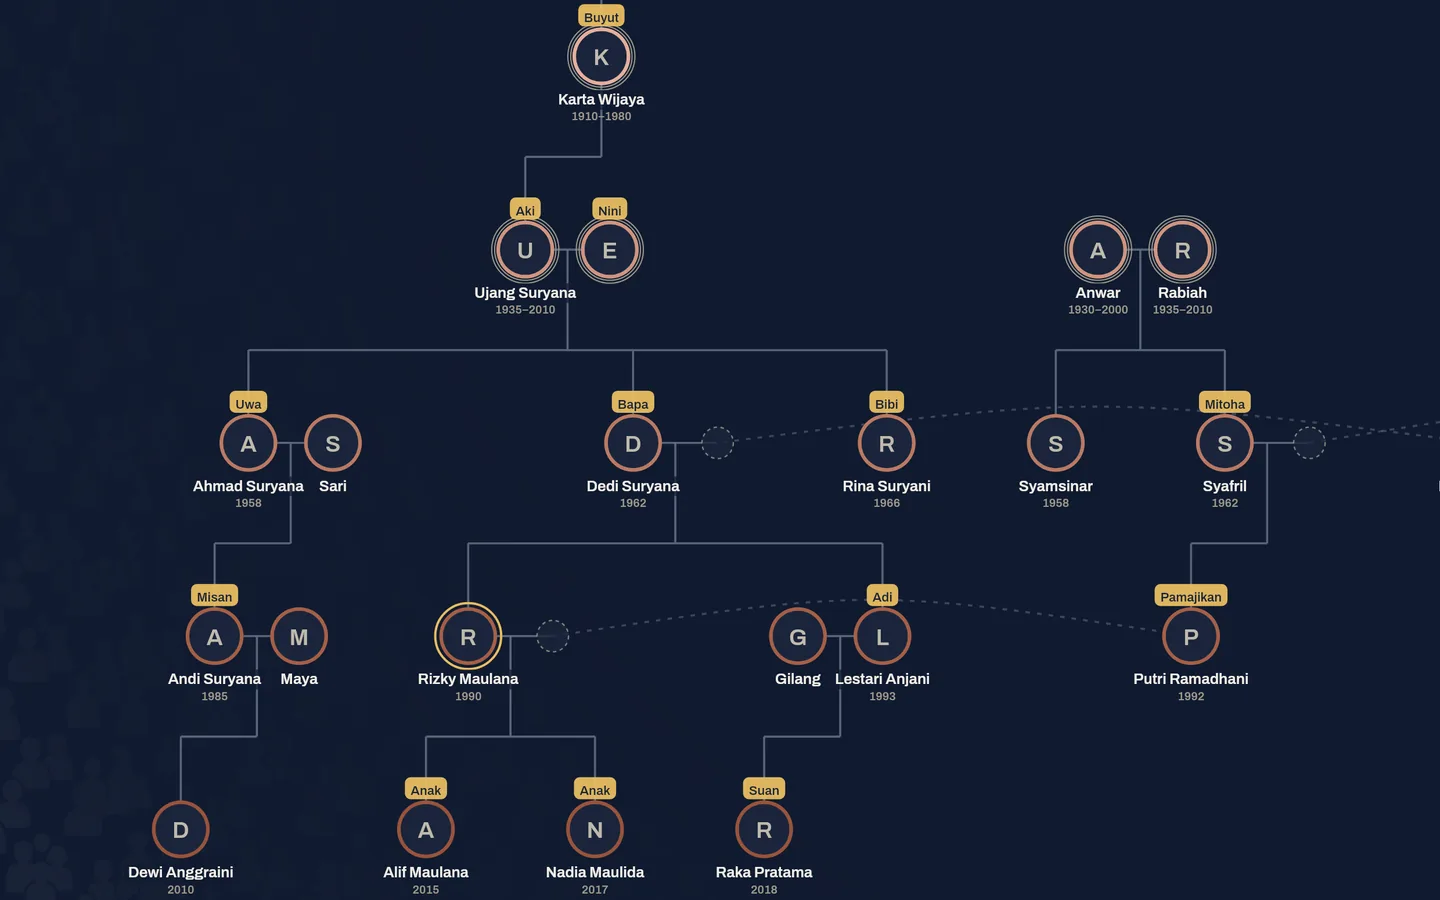 Buyut
K
Karta Wijaya
1910–1980
Aki
Nini
U
E
A
R
Ujang Suryana
Anwar
Rabiah
1935–2010
1930–2000
1935–2010
Uwa
Bapa
Bibi
Mitoha
A
S
D
R
S
S
Ahmad Suryana
Sari
Dedi Suryana
Rina Suryani
Syamsinar
Syafril
1958
1962
1966
1958
1962
Misan
Adi
Pamajikan
A
M
R
G
L
P
Andi Suryana
Maya
Rizky Maulana
Gilang
Lestari Anjani
Putri Ramadhani
1985
1990
1993
1992
Anak
Anak
Suan
D
A
N
R
Dewi Anggraini
Alif Maulana
Nadia Maulida
Raka Pratama
2010
2015
2017
2018